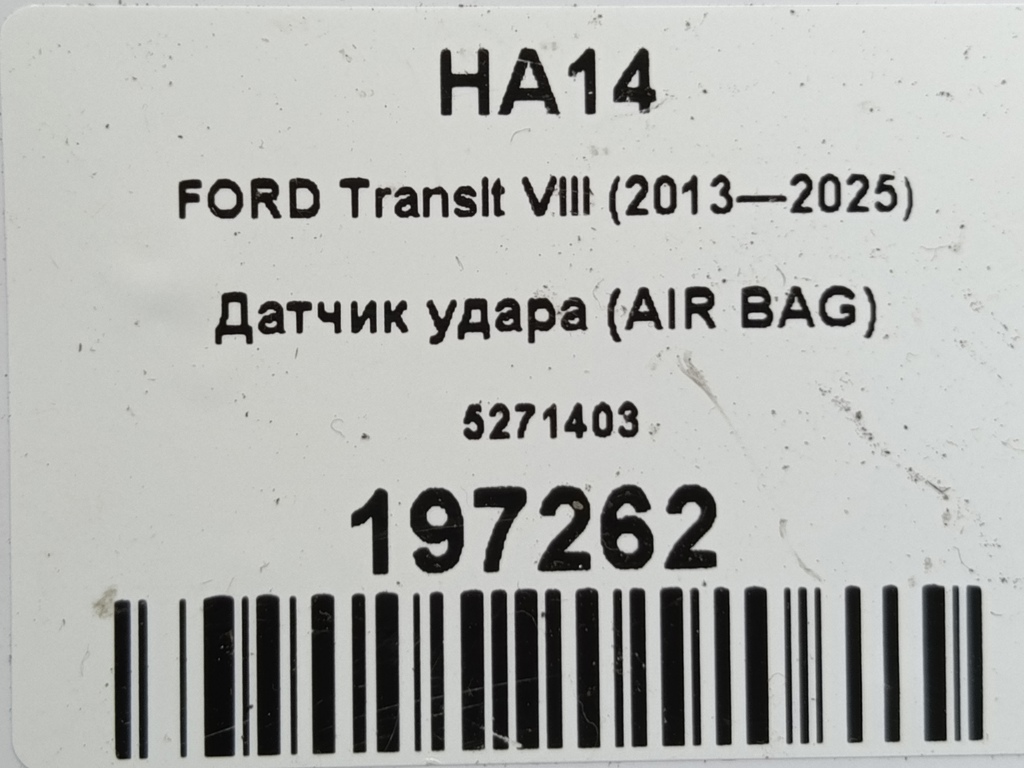 HA14
FORD Transit VIII (2013—2025)
Датчик удара (AIR BAG)
5271403
197262